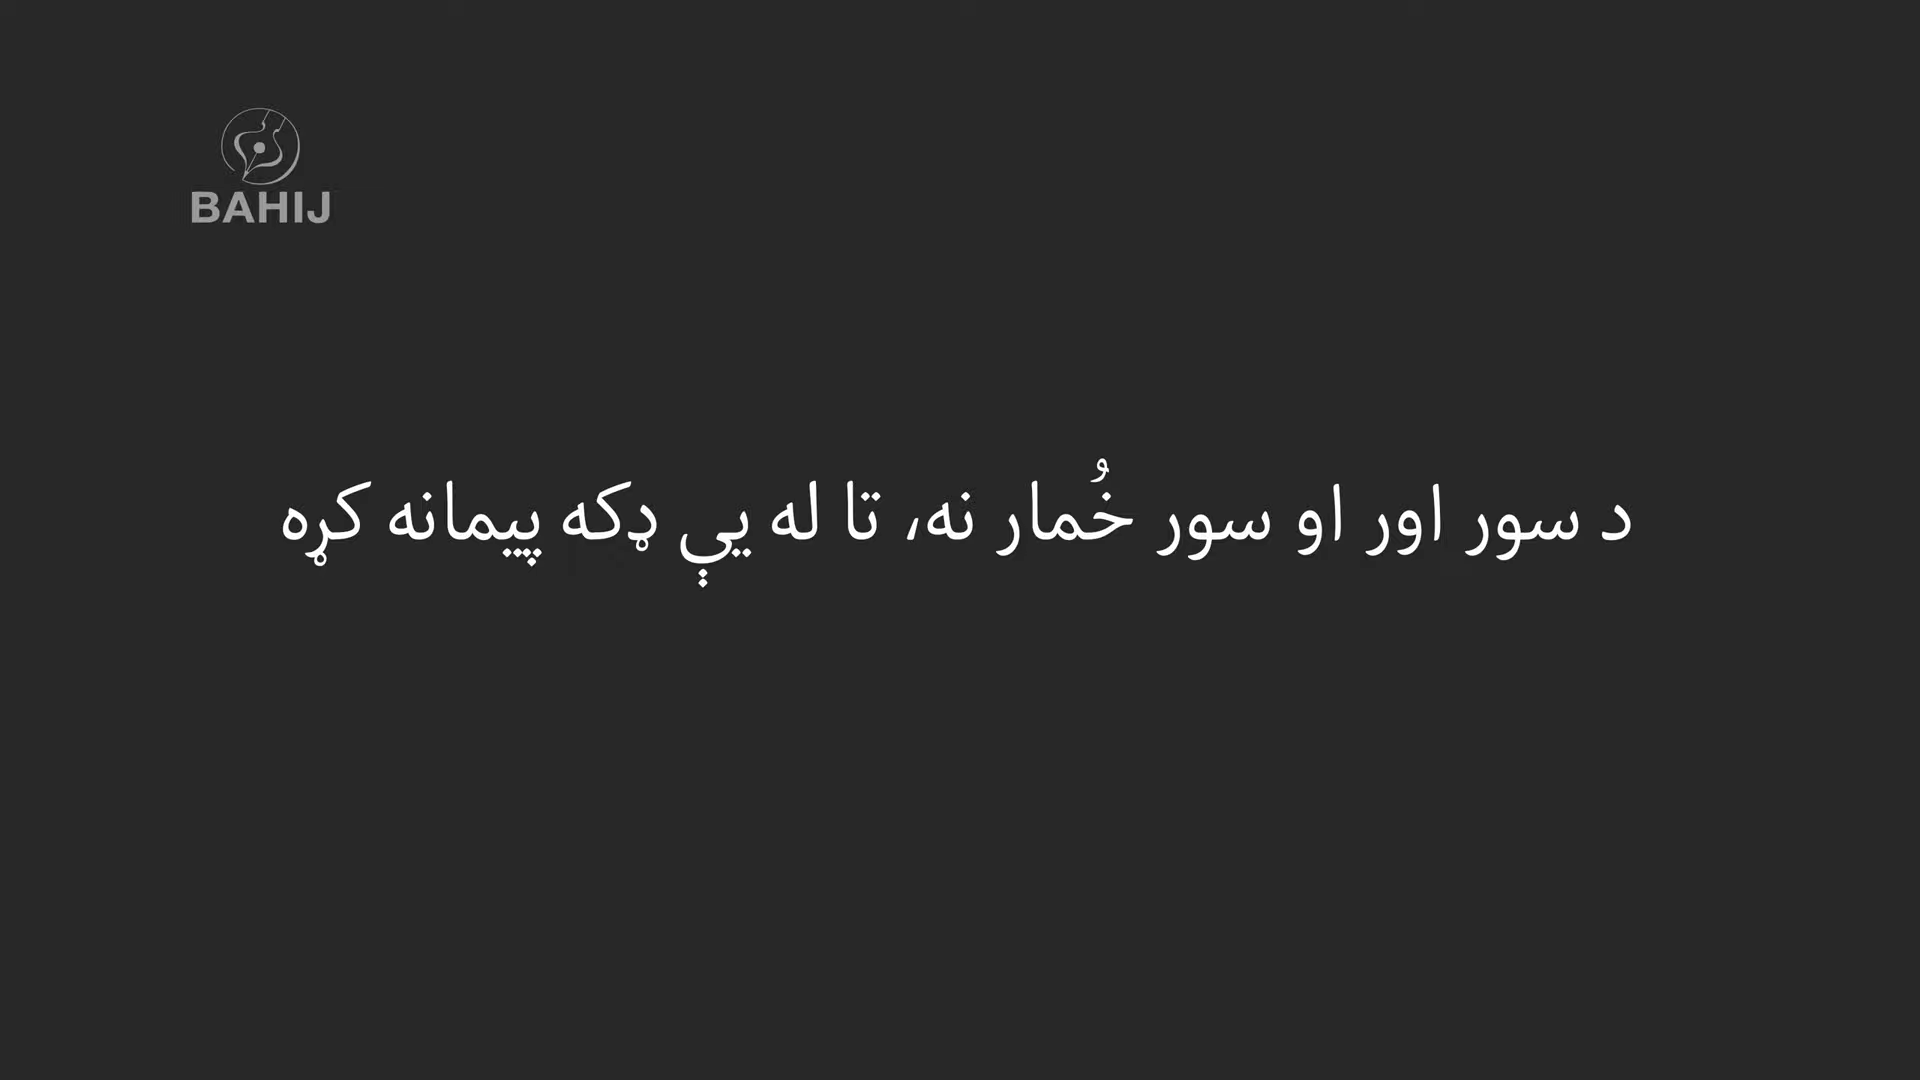 BAHIJ
د سور اور او سور خُمار نه، تا له يې ډکه پيمانه کړه